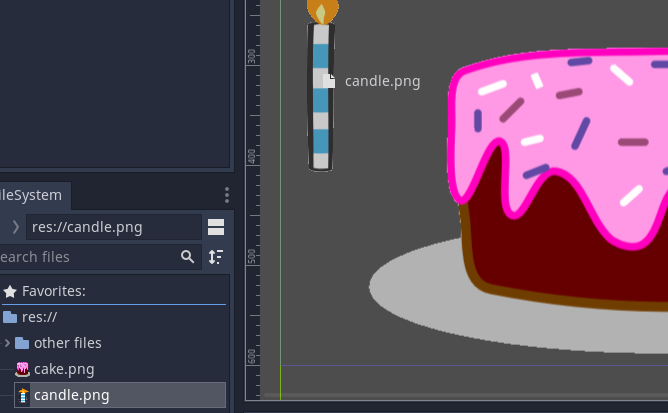 300
candle.png
400
ileSystem
res://candle.png
earch files
500
Favorites:
res://
other files
cake.png
600
candle.png